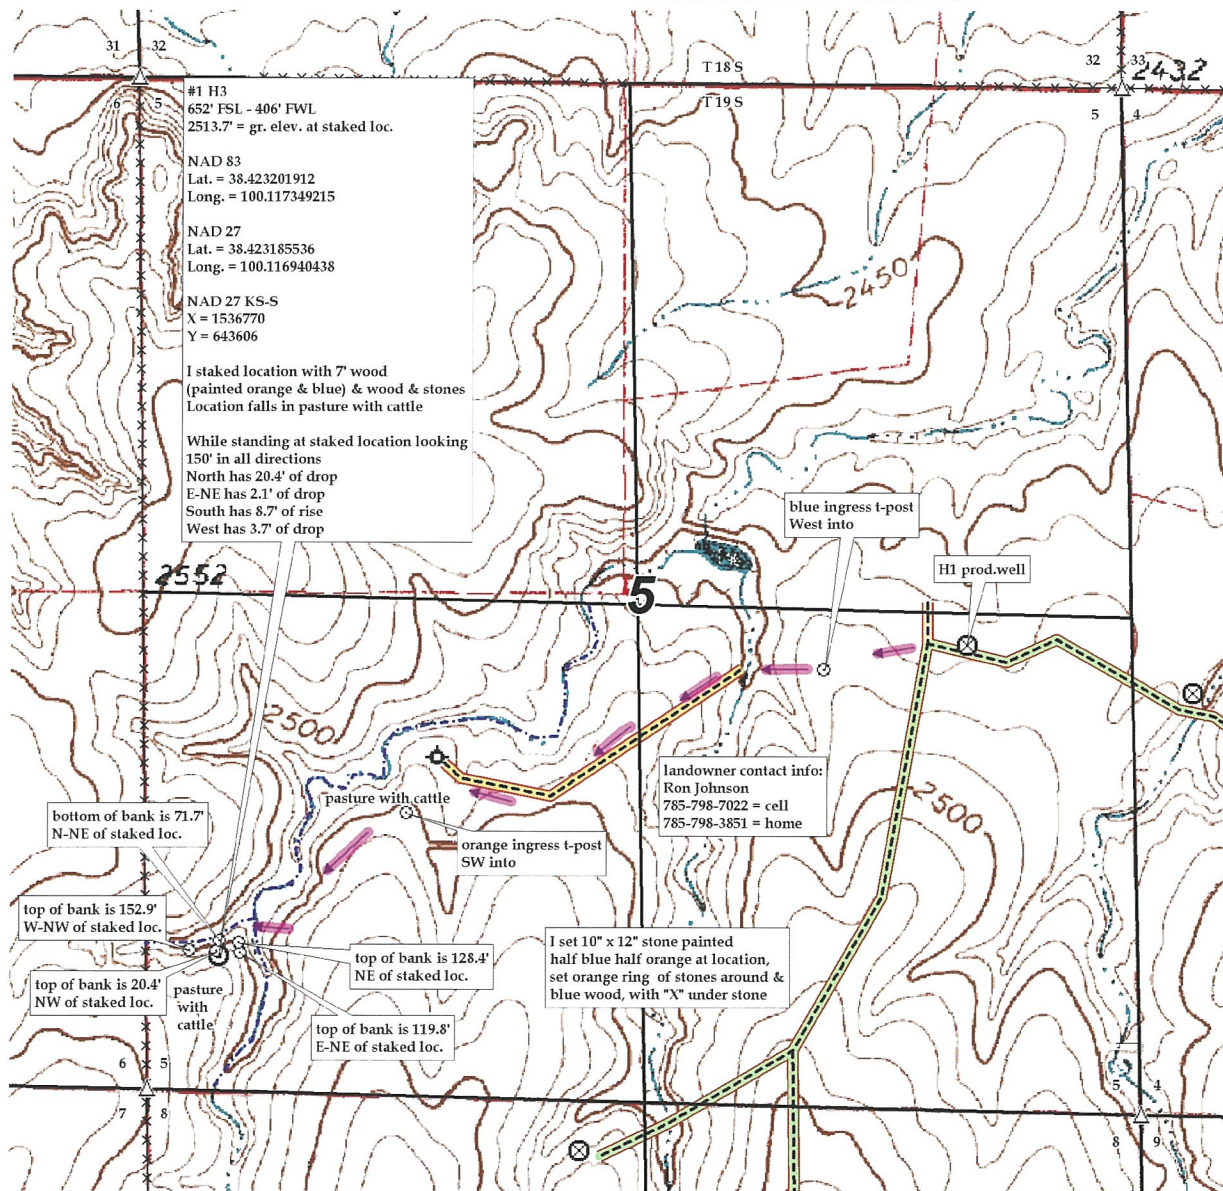 31 32
T 18 S
32 33
2432
6 5
T 19 S
5 4
#1 H3
652' FSL - 406' FWL
2513.7' = gr. elev. at staked loc.
NAD 83
Lat. = 38.423201912
Long. = 100.117349215
NAD 27
Lat. = 38.423185536
Long. = 100.116940438
NAD 27 KS-S
X = 1536770
Y = 643606
I staked location with 7' wood
(painted orange & blue) & wood & stones
Location falls in pasture with cattle
While standing at staked location looking
150' in all directions
North has 20.4' of drop
E-NE has 2.1' of drop
South has 8.7' of rise
West has 3.7' of drop
2450
blue ingress t-post
West into
H1 prod.well
2552
5
2500
landowner contact info:
Ron Johnson
785-798-7022 = cell
785-798-3851 = home
2500
pasture with cattle
orange ingress t-post
SW into
bottom of bank is 71.7'
N-NE of staked loc.
top of bank is 152.9'
W-NW of staked loc.
top of bank is 20.4'
NW of staked loc.
pasture
with
cattle
top of bank is 128.4'
NE of staked loc.
top of bank is 119.8'
E-NE of staked loc.
I set 10" x 12" stone painted
half blue half orange at location,
set orange ring of stones around &
blue wood, with "X" under stone
6 5
7 8
5 4
8 9